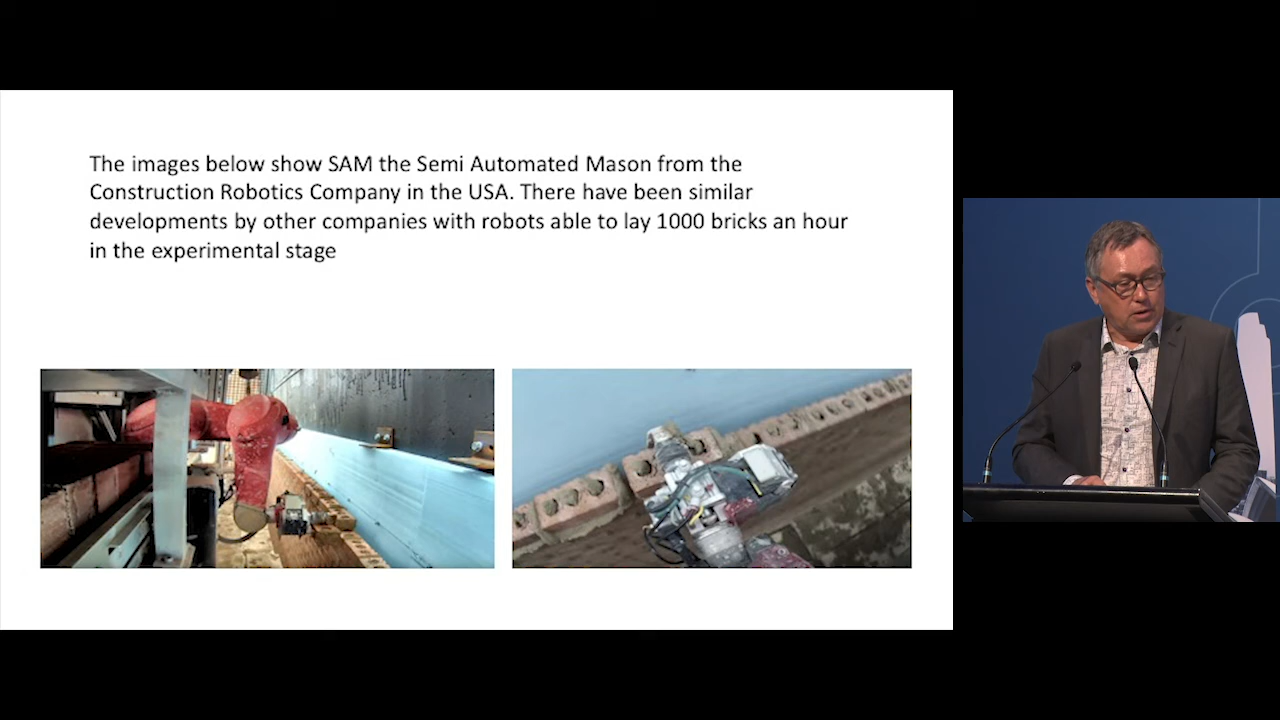 The images below show SAM the Semi Automated Mason from the
Construction Robotics Company in the USA. There have been similar
developments by other companies with robots able to lay 1000 bricks an hour
in the experimental stage